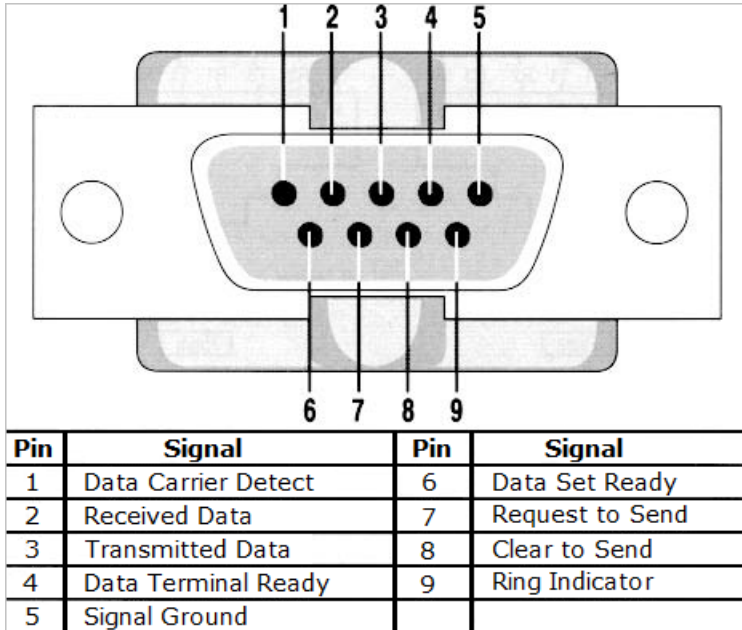 1 2 3 4 5
6 7 8 9
Pin Signal Pin Signal
1 Data Carrier Detect 6 Data Set Ready
2 Received Data 7 Request to Send
3 Transmitted Data 8 Clear to Send
4 Data Terminal Ready 9 Ring Indicator
5 Signal Ground